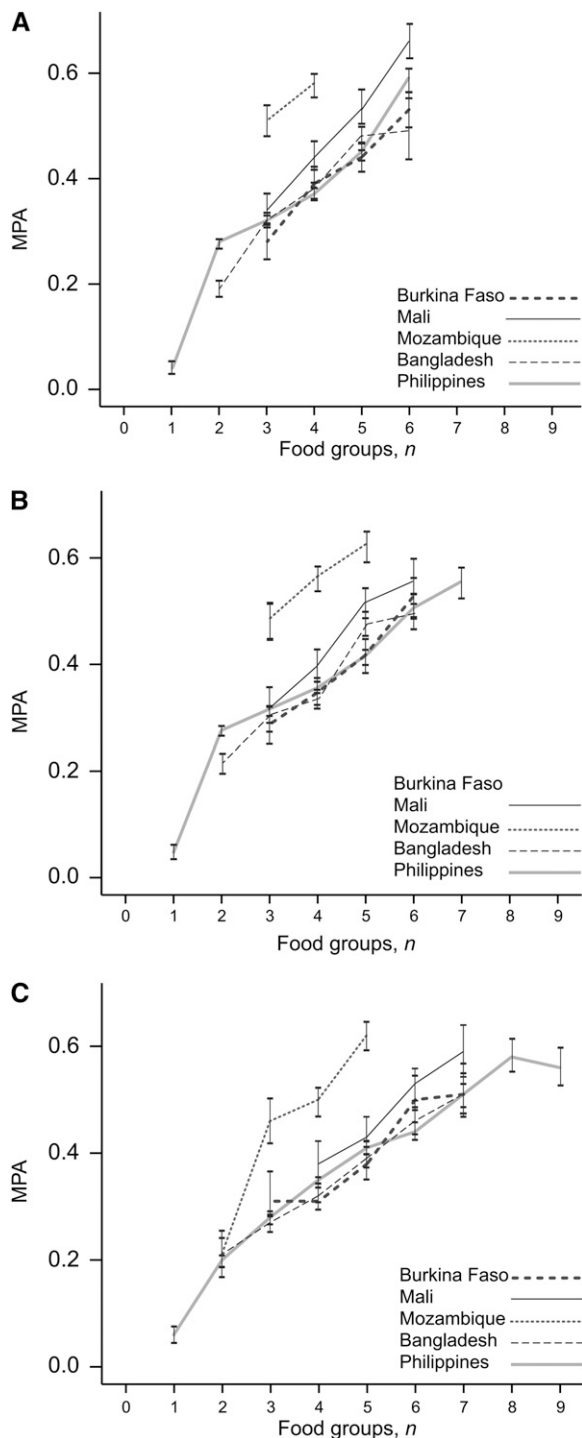 A
0.6
0.4
MPA
0.2
0.0
Burkina Faso
Mali
Mozambique
Bangladesh
Philippines
0 1 2 3 4 5 6 7 8 9
Food groups, n
B
0.6
0.4
MPA
0.2
0.0
Burkina Faso
Mali
Mozambique
Bangladesh
Philippines
0 1 2 3 4 5 6 7 8 9
Food groups, n
C
0.6
0.4
MPA
0.2
0.0
Burkina Faso
Mali
Mozambique
Bangladesh
Philippines
0 1 2 3 4 5 6 7 8 9
Food groups, n